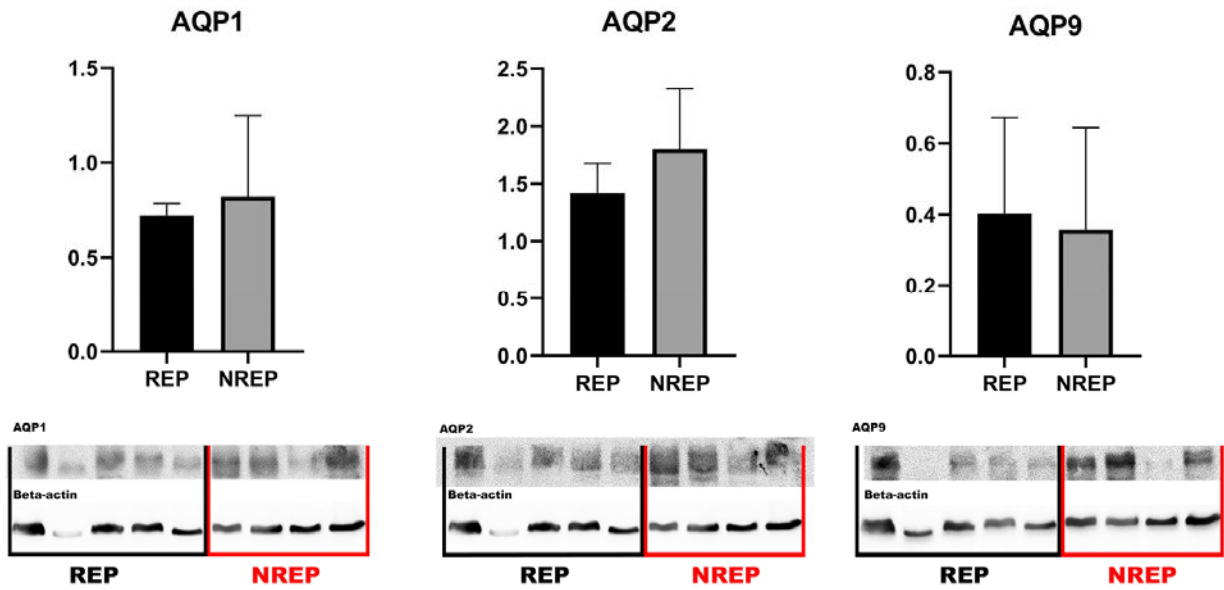 AQP1
1.5
1.0
0.5
0.0
REP NREP
AQP2
2.5
2.0
1.5
1.0
0.5
0.0
REP NREP
AQP9
0.8
0.6
0.4
0.2
0.0
REP NREP
AQP1
Beta-actin
REP NREP
AQP2
Beta-actin
REP NREP
AQP9
Beta-actin
REP NREP